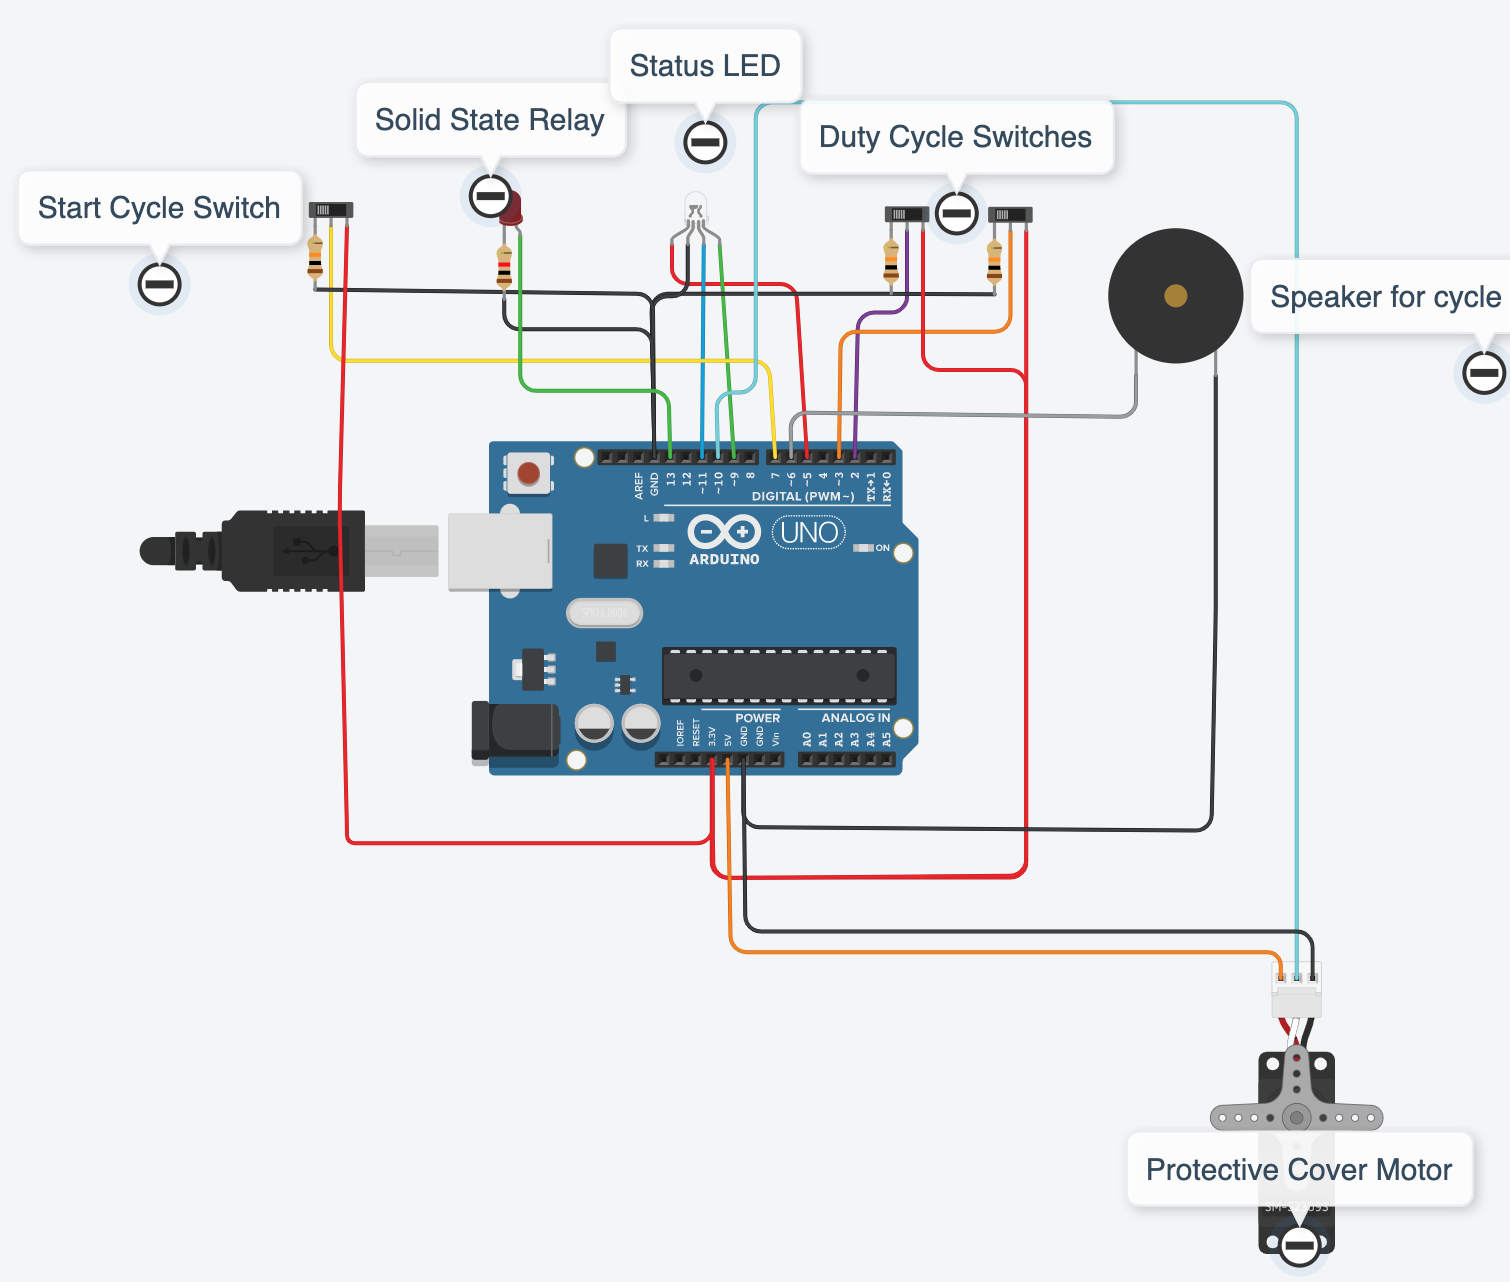 Status LED
Solid State Relay
Duty Cycle Switches
Start Cycle Switch
Speaker for cycle
AREF
GND
13
12
~11
~10
~9
8
7
~6
~5
4
~3
2
TX→1
RX←0
DIGITAL (PWM~)
L
TX
RX
ARDUINO
UNO
ON
POWER
ANALOG IN
IOREF
RESET
3.3V
5V
GND
GND
Vin
A0
A1
A2
A3
A4
A5
Protective Cover Motor